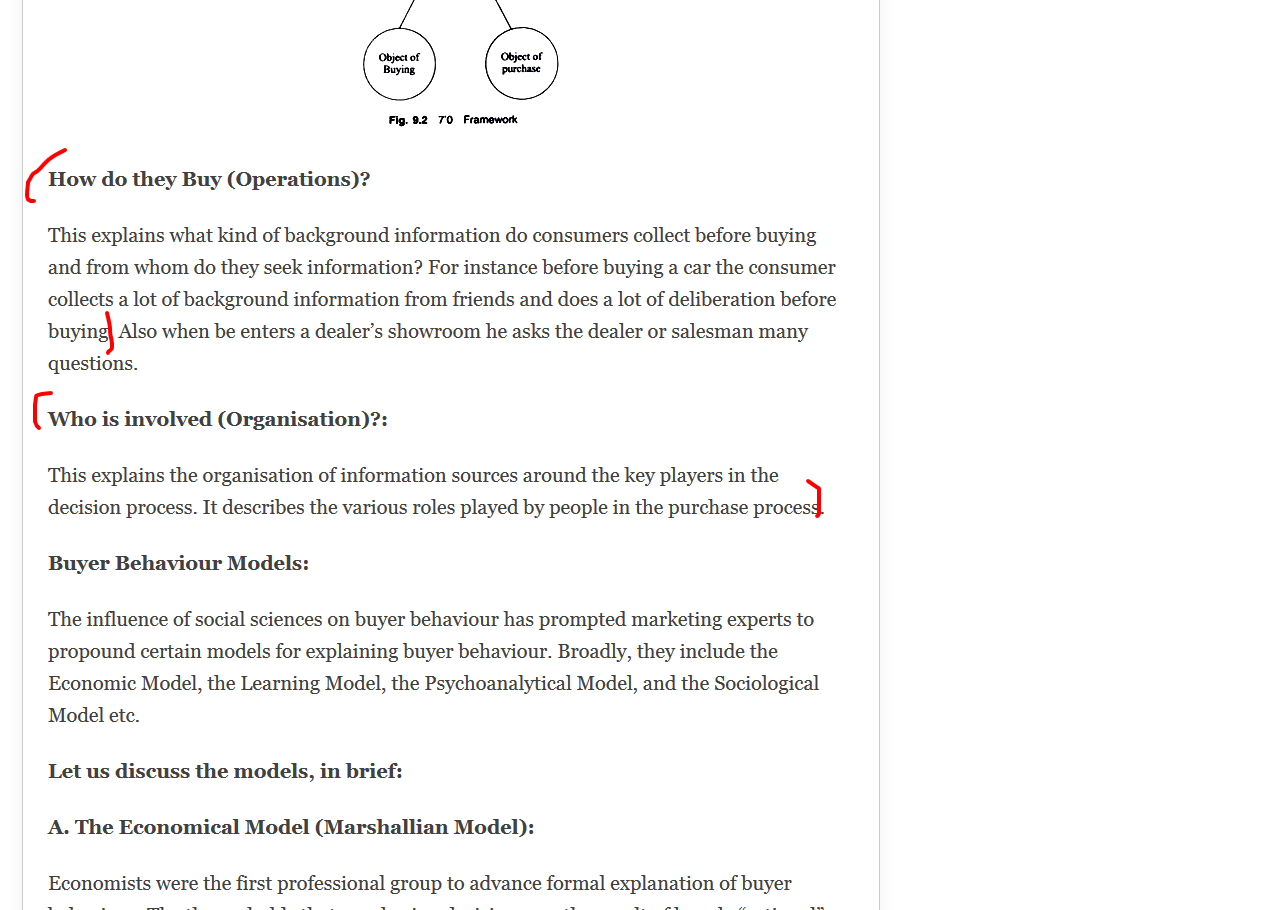 Object of
Buying
Object of
purchase
Fig. 9.2 7'0 Framework
How do they Buy (Operations)?
This explains what kind of background information do consumers collect before buying
and from whom do they seek information? For instance before buying a car the consumer
collects a lot of background information from friends and does a lot of deliberation before
buying. Also when be enters a dealer’s showroom he asks the dealer or salesman many
questions.
Who is involved (Organisation)?:
This explains the organisation of information sources around the key players in the
decision process. It describes the various roles played by people in the purchase process.
Buyer Behaviour Models:
The influence of social sciences on buyer behaviour has prompted marketing experts to
propound certain models for explaining buyer behaviour. Broadly, they include the
Economic Model, the Learning Model, the Psychoanalytical Model, and the Sociological
Model etc.
Let us discuss the models, in brief:
A. The Economical Model (Marshallian Model):
Economists were the first professional group to advance formal explanation of buyer